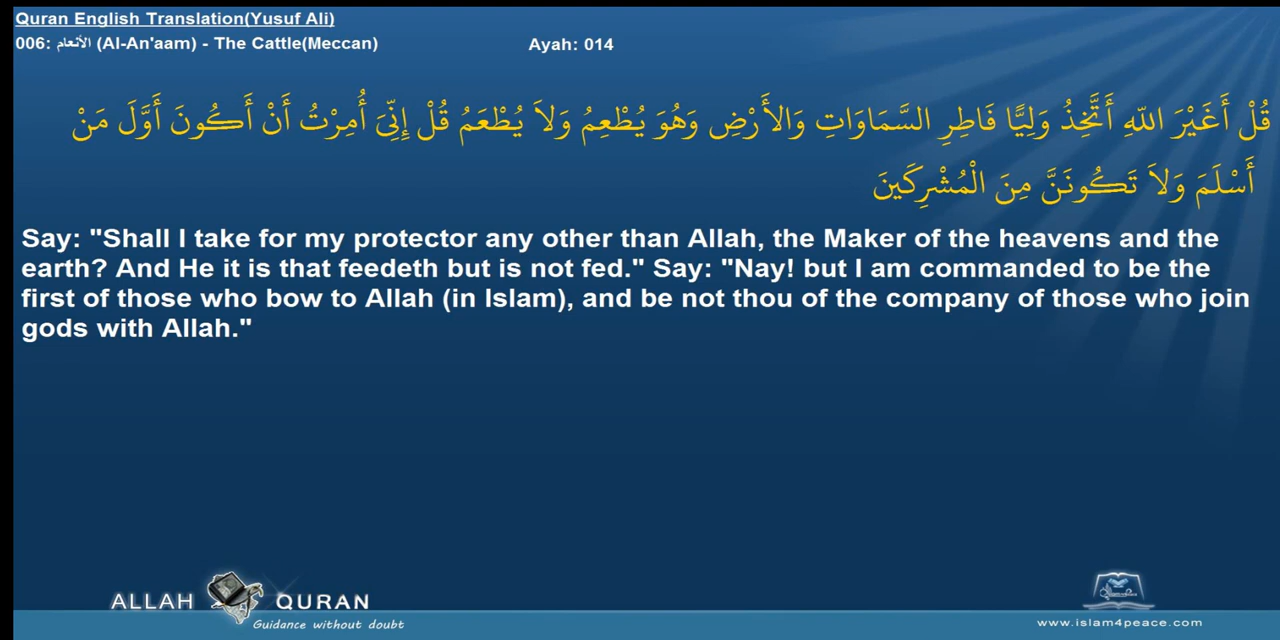 Quran English Translation(Yusuf Ali)
006: الأنعام (Al-An'aam) - The Cattle(Meccan) Ayah: 014
قُلْ أَغَيْرَ اللّهِ أَتَّخِذُ وَلِيًّا فَاطِرِ السَّمَاوَاتِ وَالأَرْضِ وَهُوَ يُطْعِمُ وَلاَ يُطْعَمُ قُلْ إِنِّيَ أُمِرْتُ أَنْ أَكُونَ أَوَّلَ مَنْ
أَسْلَمَ وَلاَ تَكُونَنَّ مِنَ الْمُشْرِكَينَ
Say: "Shall I take for my protector any other than Allah, the Maker of the heavens and the
earth? And He it is that feedeth but is not fed." Say: "Nay! but I am commanded to be the
first of those who bow to Allah (in Islam), and be not thou of the company of those who join
gods with Allah."
ALLAH QURAN
Guidance without doubt
www.islam4peace.com